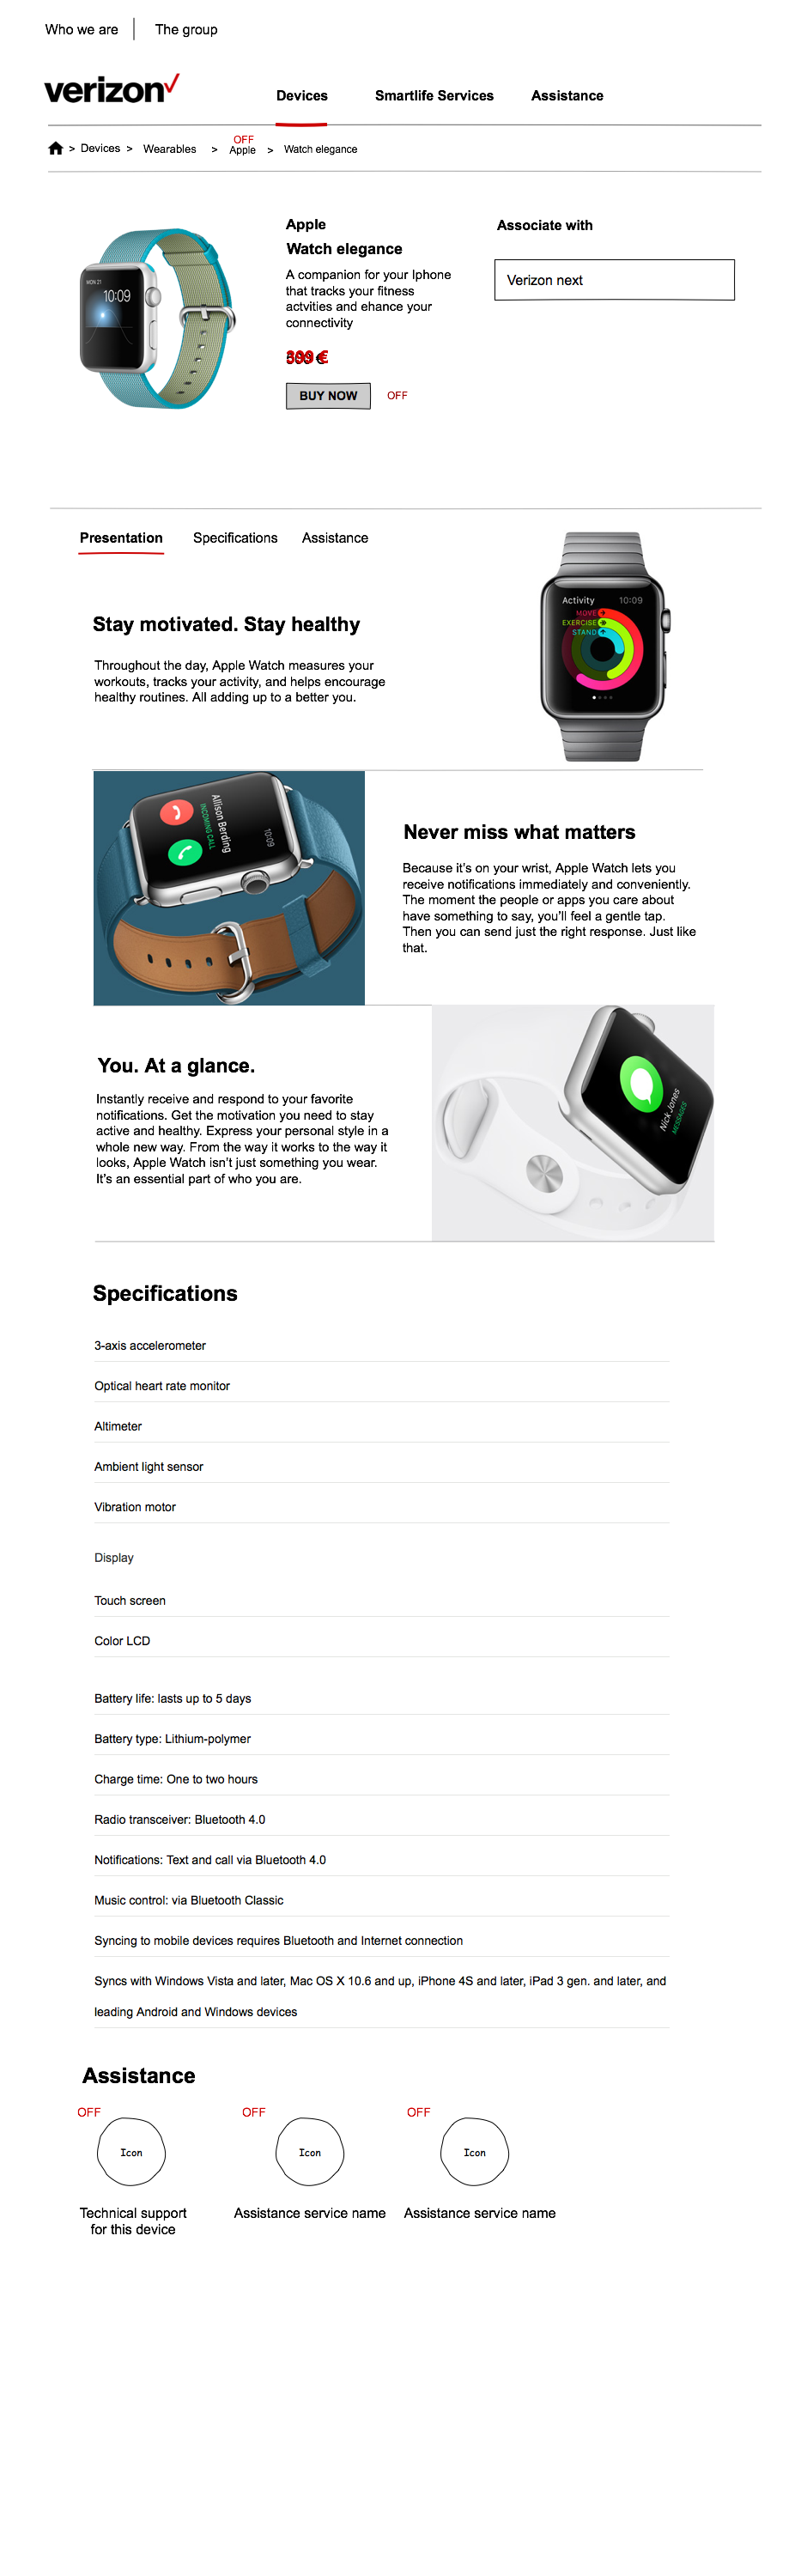 Who we are
The group
verizon
Devices
Smartlife Services
Assistance
> Devices > Wearables > Apple > Watch elegance
OFF
Apple
Watch elegance
A companion for your Iphone
that tracks your fitness
actvities and ehance your
connectivity
€
BUY NOW
OFF
Associate with
Verizon next
MON 21
10:09
Presentation
Specifications
Assistance
Activity 10:09
MOVE
EXERCISE
STAND
Stay motivated. Stay healthy
Throughout the day, Apple Watch measures your
workouts, tracks your activity, and helps encourage
healthy routines. All adding up to a better you.
Allison Berding
INCOMING CALL
10:09
Never miss what matters
Because it’s on your wrist, Apple Watch lets you
receive notifications immediately and conveniently.
The moment the people or apps you care about
have something to say, you’ll feel a gentle tap.
Then you can send just the right response. Just like
that.
You. At a glance.
Instantly receive and respond to your favorite
notifications. Get the motivation you need to stay
active and healthy. Express your personal style in a
whole new way. From the way it works to the way it
looks, Apple Watch isn’t just something you wear.
It’s an essential part of who you are.
Nick Jones
MESSAGES
Specifications
3-axis accelerometer
Optical heart rate monitor
Altimeter
Ambient light sensor
Vibration motor
Display
Touch screen
Color LCD
Battery life: lasts up to 5 days
Battery type: Lithium-polymer
Charge time: One to two hours
Radio transceiver: Bluetooth 4.0
Notifications: Text and call via Bluetooth 4.0
Music control: via Bluetooth Classic
Syncing to mobile devices requires Bluetooth and Internet connection
Syncs with Windows Vista and later, Mac OS X 10.6 and up, iPhone 4S and later, iPad 3 gen. and later, and
leading Android and Windows devices
Assistance
OFF
OFF
OFF
Icon
Icon
Icon
Technical support
for this device
Assistance service name
Assistance service name